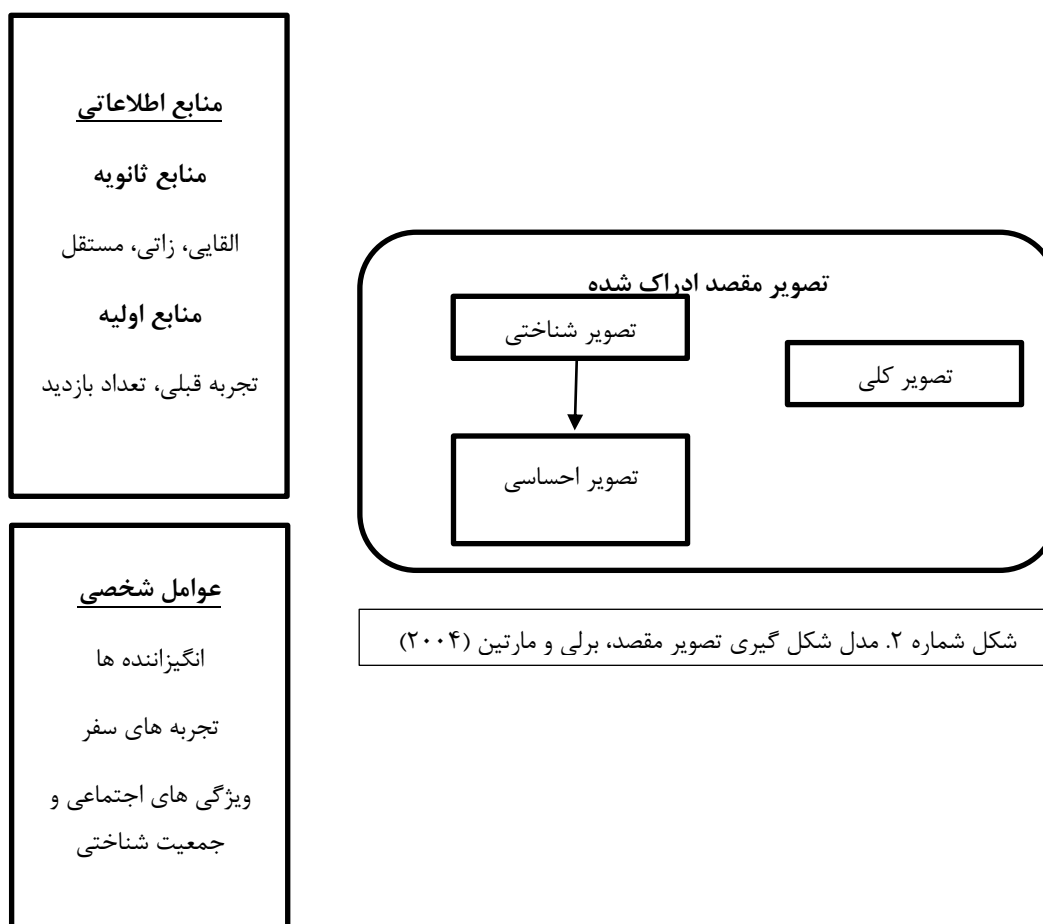 منابع اطلاعاتی
منابع ثانویه
القایی، زاتی، مستقل
منابع اولیه
تجربه قبلی، تعداد بازدید
عوامل شخصی
انگیزاننده ها
تجربه های سفر
ویژگی های اجتماعی و
جمعیت شناختی
تصویر مقصد ادراک شده
تصویر شناختی
تصویر کلی
تصویر احساسی
شکل شماره ۲. مدل شکل گیری تصویر مقصد، برلی و مارتین (۲۰۰۴)